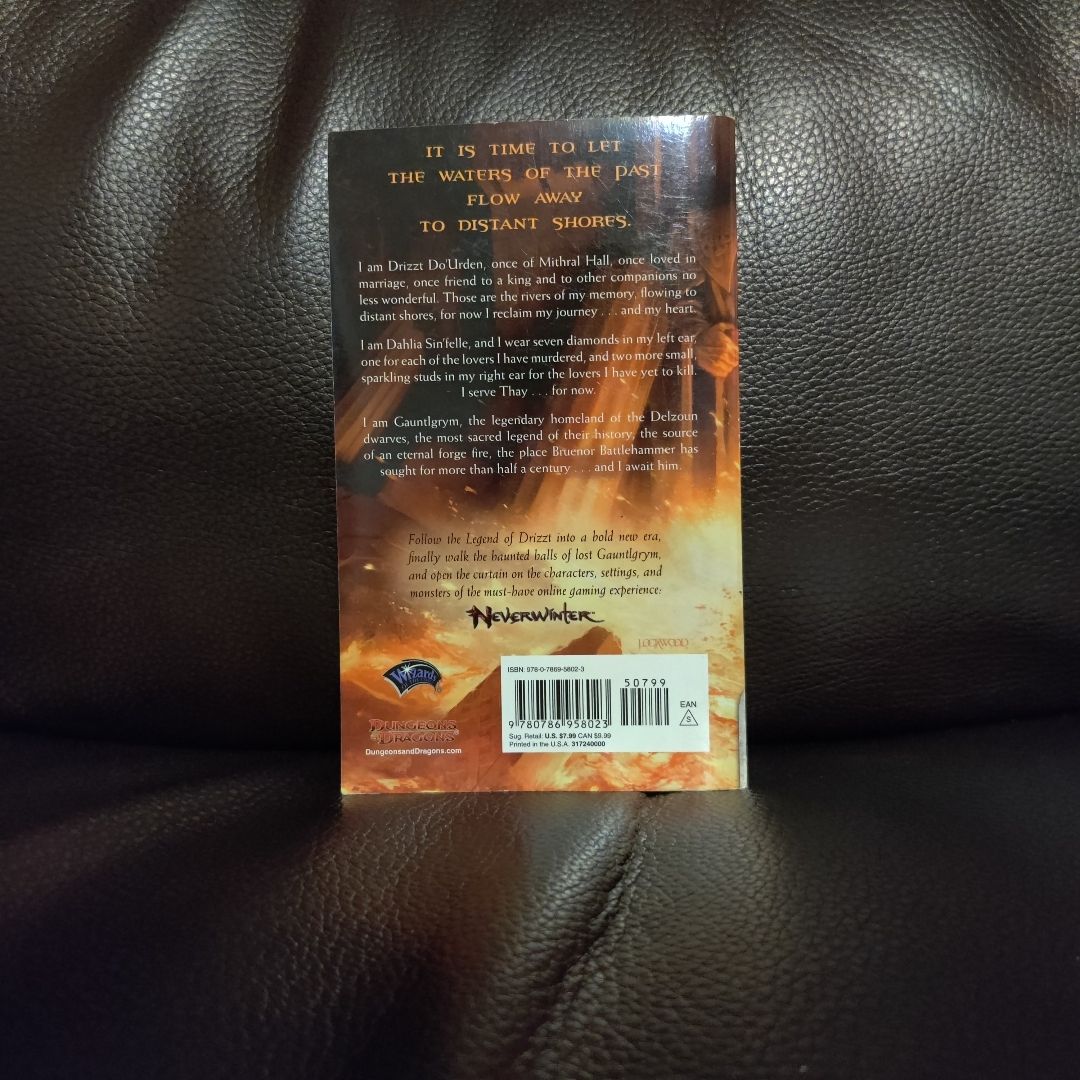 IT IS TIME TO LET
THE WATERS OF THE PAST
FLOW AWAY
TO DISTANT SHORES.
I am Drizzt Do'Urden, once of Mithral Hall, once loved in
marriage, once friend to a king and to other companions no
less wonderful. Those are the rivers of my memory, flowing to
distant shores, for now I reclaim my journey . . . and my heart.
I am Dahlia Sin'felle, and I wear seven diamonds in my left ear,
one for each of the lovers I have murdered, and two more small,
sparkling studs in my right ear for the lovers I have yet to kill.
I serve Thay . . . for now.
I am Gauntlgrym, the legendary homeland of the Delzoun
dwarves, the most sacred legend of their history, the source
of an eternal forge fire, the place Bruenor Battlehammer has
sought for more than half a century . . . and I await him.
Follow the Legend of Drizzt into a bold new era,
finally walk the haunted halls of lost Gauntlgrym,
and open the curtain on the characters, settings, and
monsters of the must-have online gaming experience:
NEVERWINTER™
LOCKWOOD
Wizards
OF THE COAST®
DUNGEONS
& DRAGONS®
DungeonsandDragons.com
ISBN: 978-0-7869-5802-3
50799
9 780786 958023
EAN
S
Sug. Retail: U.S. $7.99 CAN $9.99
Printed in the U.S.A. 317240000